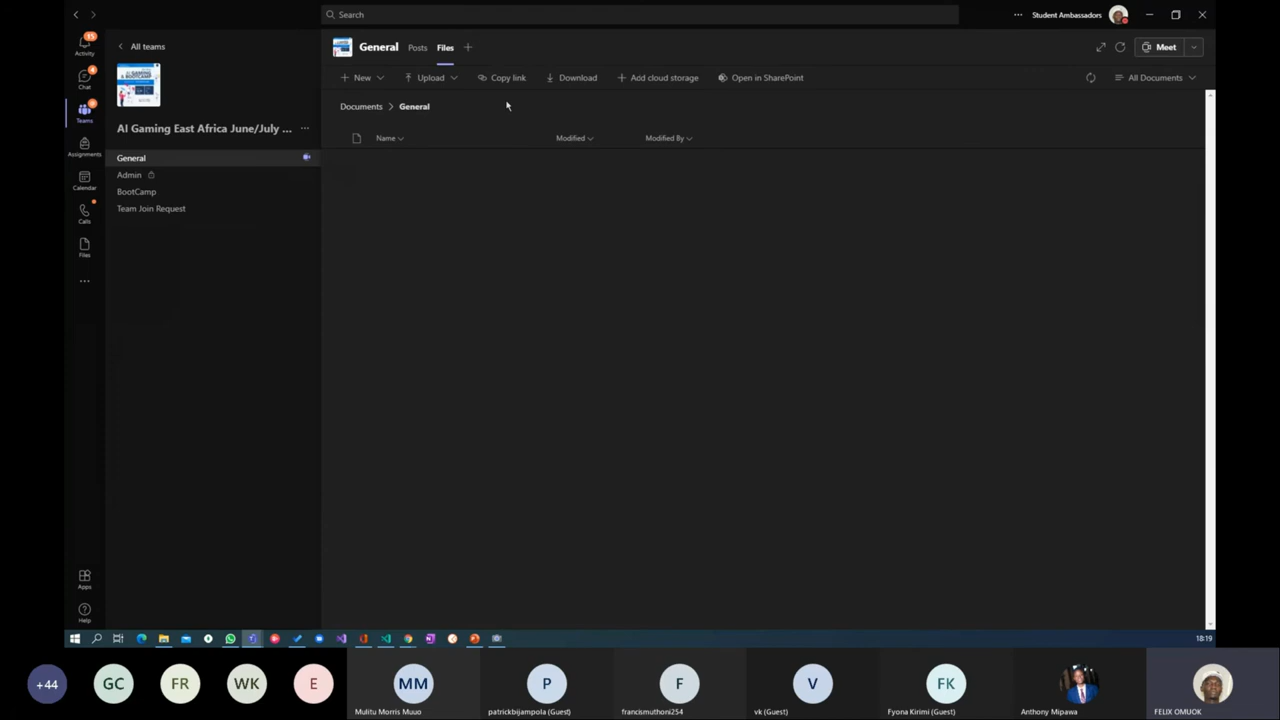 Search
Student Ambassadors
Activity
15
Chat
4
Teams
Assignments
Calendar
Calls
Files
Apps
Help
All teams
AI Gaming East Africa June/July ...
General
Admin
BootCamp
Team Join Request
General
Posts
Files
Meet
New
Upload
Copy link
Download
Add cloud storage
Open in SharePoint
All Documents
Documents
General
Name
Modified
Modified By
18:19
+44
GC
FR
WK
E
MM
Mulitu Morris Muuo
P
patrickbijampola (Guest)
F
francismuthoni254
V
vk (Guest)
FK
Fyona Kirimi (Guest)
Anthony Mipawa
FELIX OMUOK